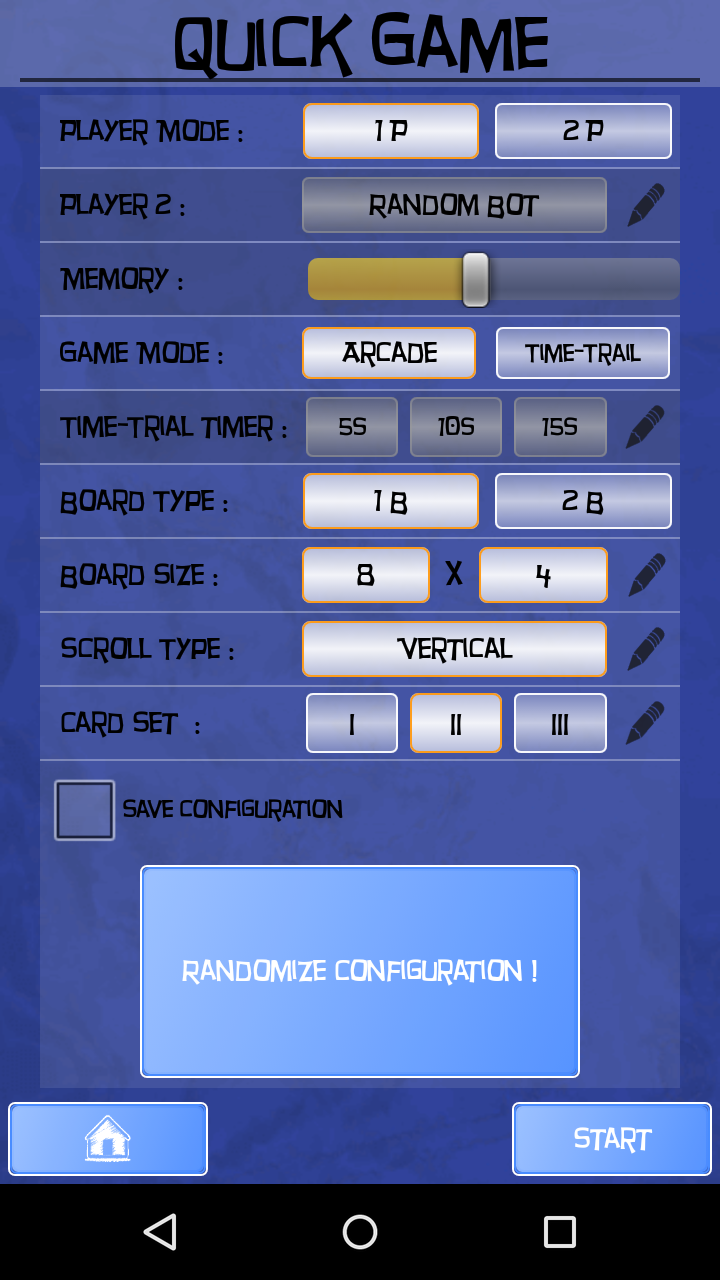 QUICK GAME
PLAYER MODE : 1 P 2 P
PLAYER 2 : RANDOM BOT
MEMORY :
GAME MODE : ARCADE TIME-TRAIL
TIME-TRIAL TIMER : 5S 10S 15S
BOARD TYPE : 1 B 2 B
BOARD SIZE : 8 X 4
SCROLL TYPE : VERTICAL
CARD SET : I II III
SAVE CONFIGURATION
RANDOMIZE CONFIGURATION !
START